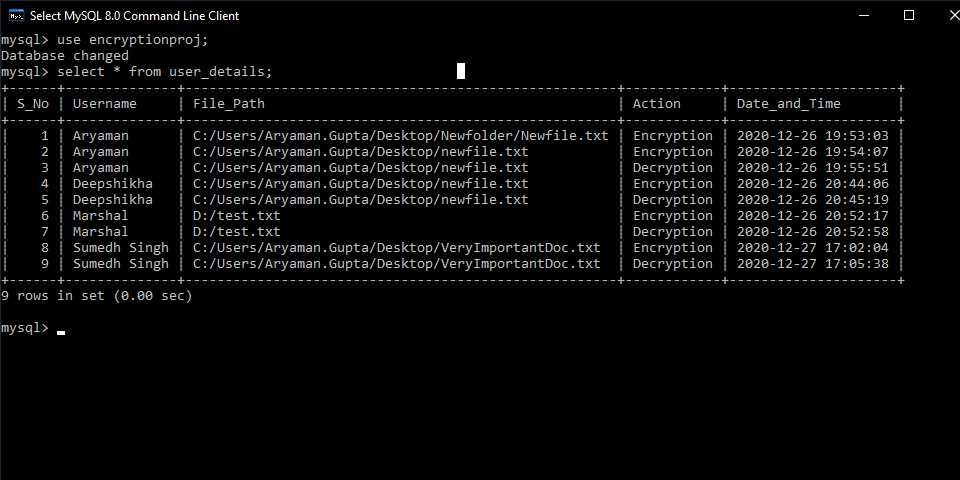 Select MySQL 8.0 Command Line Client
mysql> use encryptionproj;
Database changed
mysql> select * from user_details;
+------+--------------+------------------------------------------------------+------------+---------------------+
| S_No | Username     | File_Path                                            | Action     | Date_and_Time       |
+------+--------------+------------------------------------------------------+------------+---------------------+
|    1 | Aryaman      | C:/Users/Aryaman.Gupta/Desktop/Newfolder/Newfile.txt | Encryption | 2020-12-26 19:53:03 |
|    2 | Aryaman      | C:/Users/Aryaman.Gupta/Desktop/newfile.txt           | Encryption | 2020-12-26 19:54:07 |
|    3 | Aryaman      | C:/Users/Aryaman.Gupta/Desktop/newfile.txt           | Decryption | 2020-12-26 19:55:51 |
|    4 | Deepshikha   | C:/Users/Aryaman.Gupta/Desktop/newfile.txt           | Encryption | 2020-12-26 20:44:06 |
|    5 | Deepshikha   | C:/Users/Aryaman.Gupta/Desktop/newfile.txt           | Decryption | 2020-12-26 20:45:19 |
|    6 | Marshal      | D:/test.txt                                          | Encryption | 2020-12-26 20:52:17 |
|    7 | Marshal      | D:/test.txt                                          | Decryption | 2020-12-26 20:52:58 |
|    8 | Sumedh Singh | C:/Users/Aryaman.Gupta/Desktop/VeryImportantDoc.txt  | Encryption | 2020-12-27 17:02:04 |
|    9 | Sumedh Singh | C:/Users/Aryaman.Gupta/Desktop/VeryImportantDoc.txt  | Decryption | 2020-12-27 17:05:38 |
+------+--------------+------------------------------------------------------+------------+---------------------+
9 rows in set (0.00 sec)
mysql>